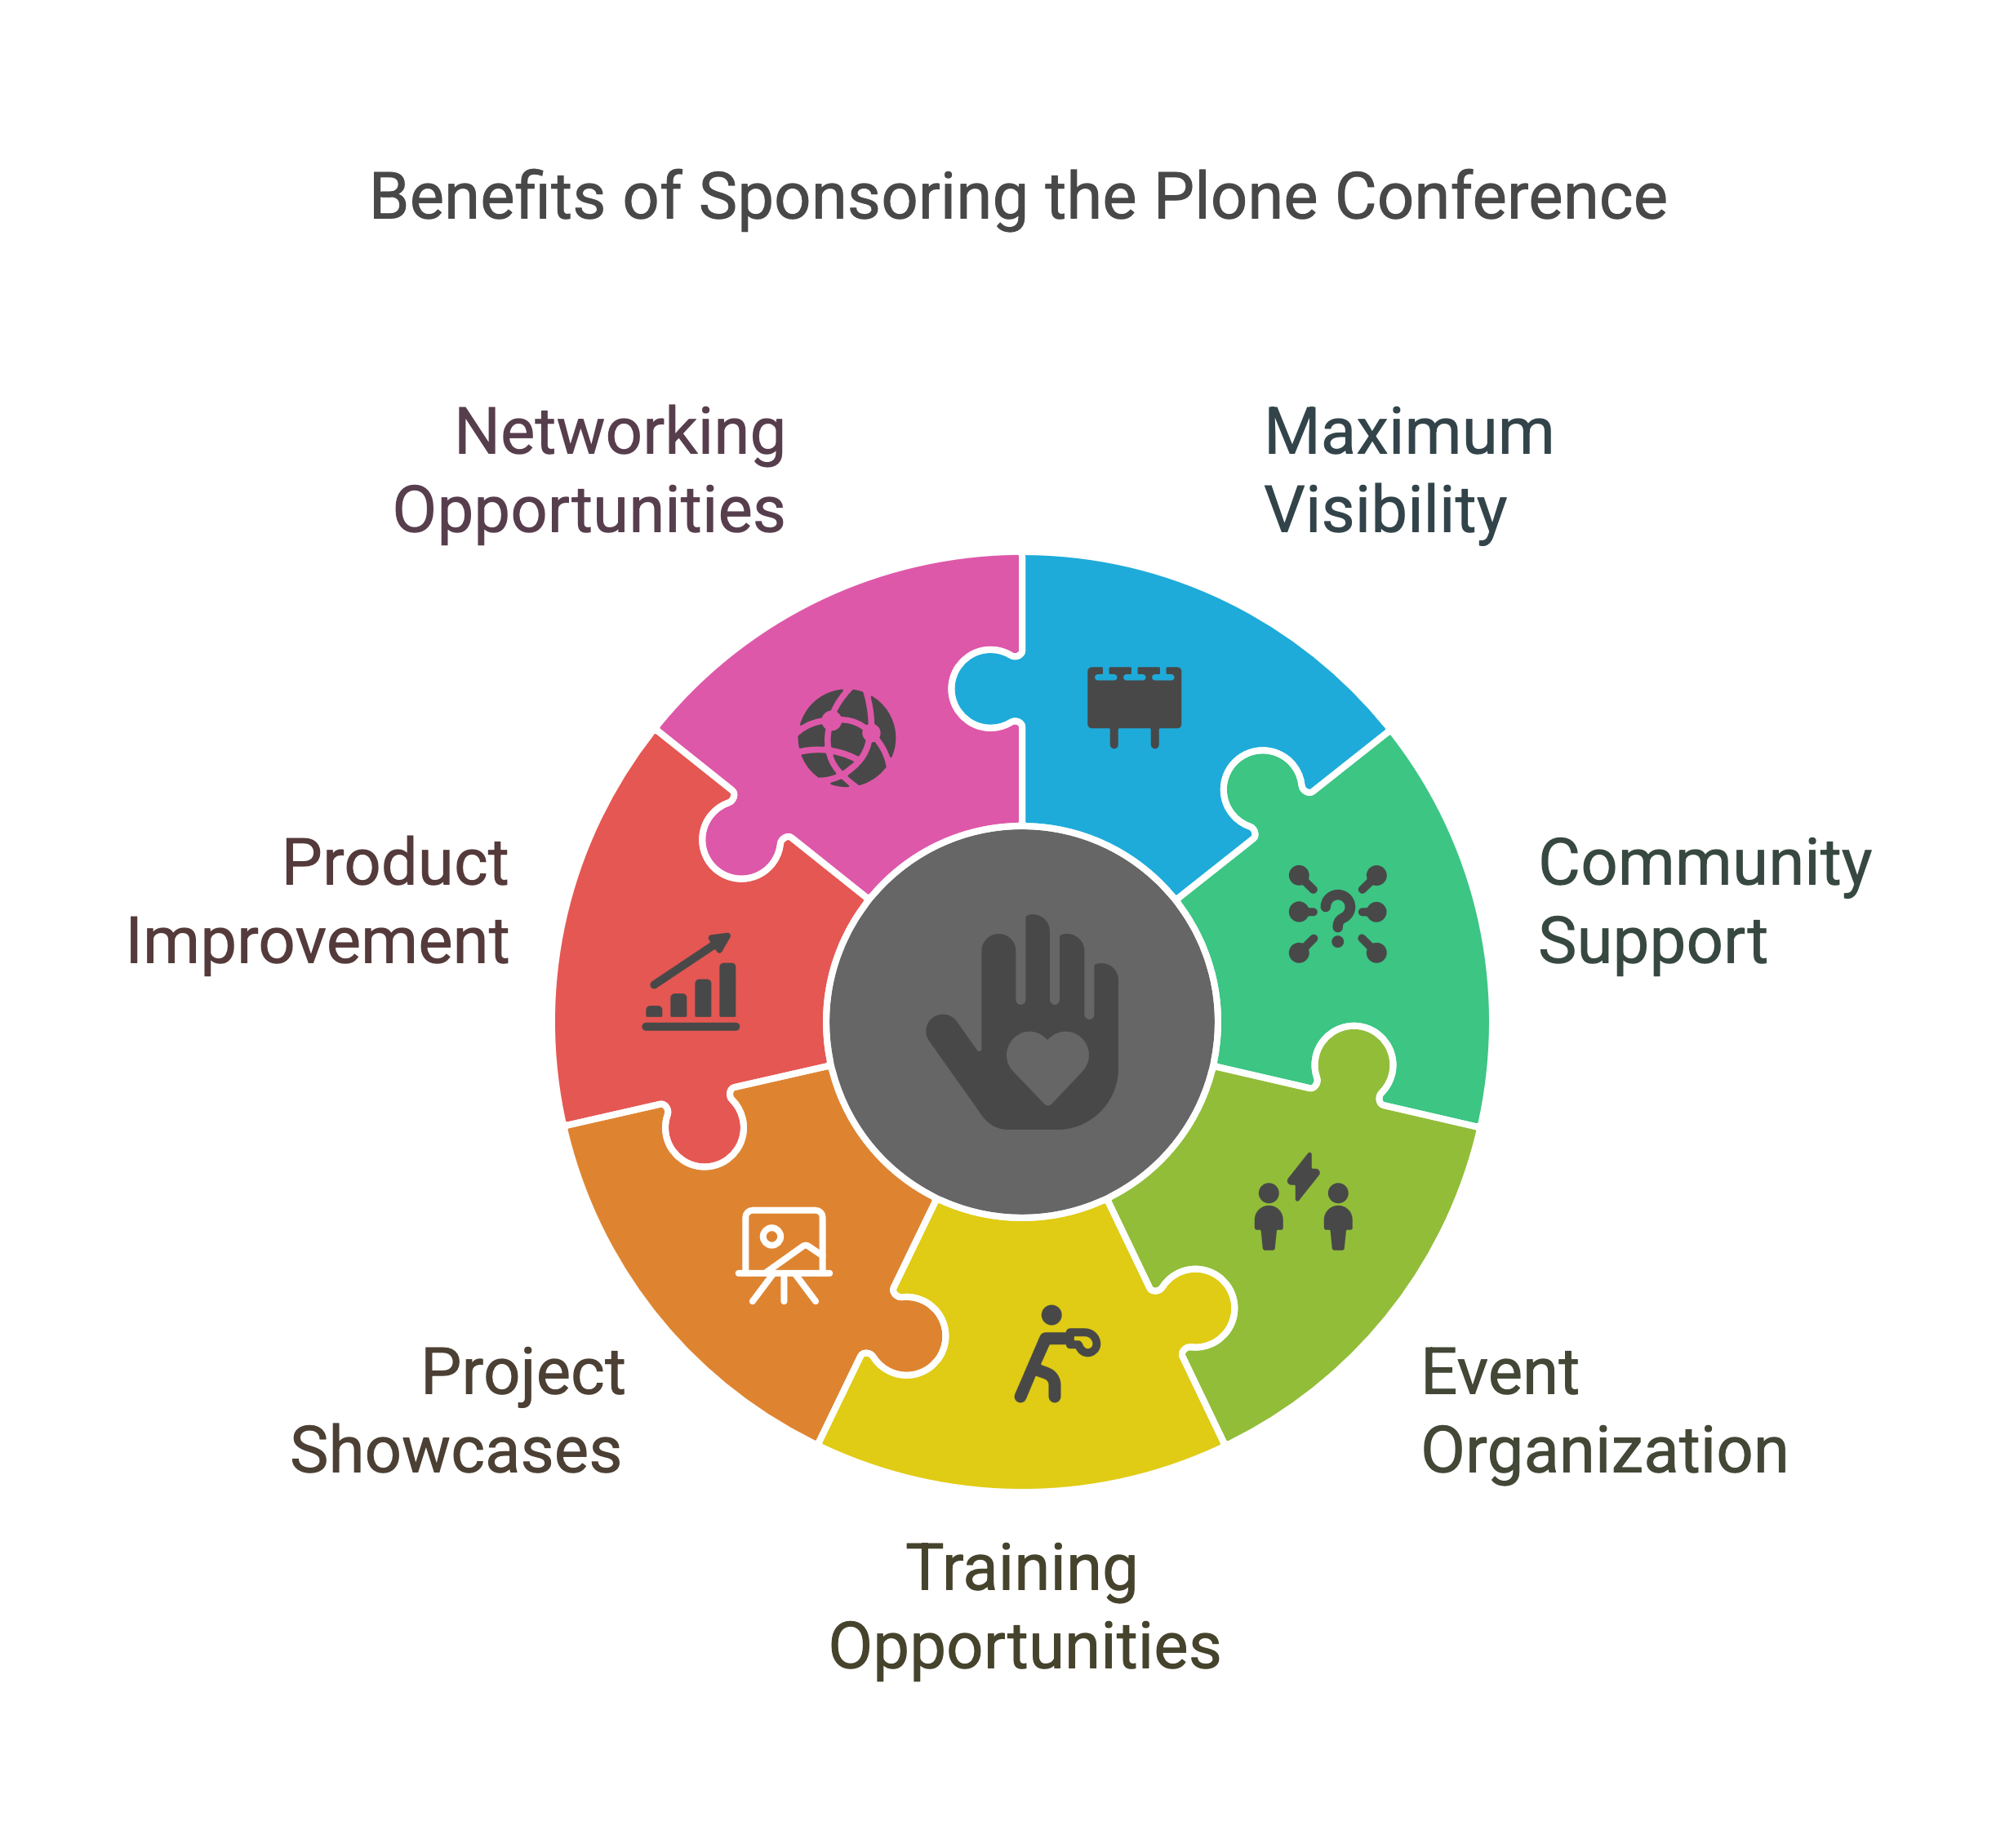 Benefits of Sponsoring the Plone Conference
Networking
Opportunities
Maximum
Visibility
Product
Improvement
Community
Support
Project
Showcases
Event
Organization
Training
Opportunities